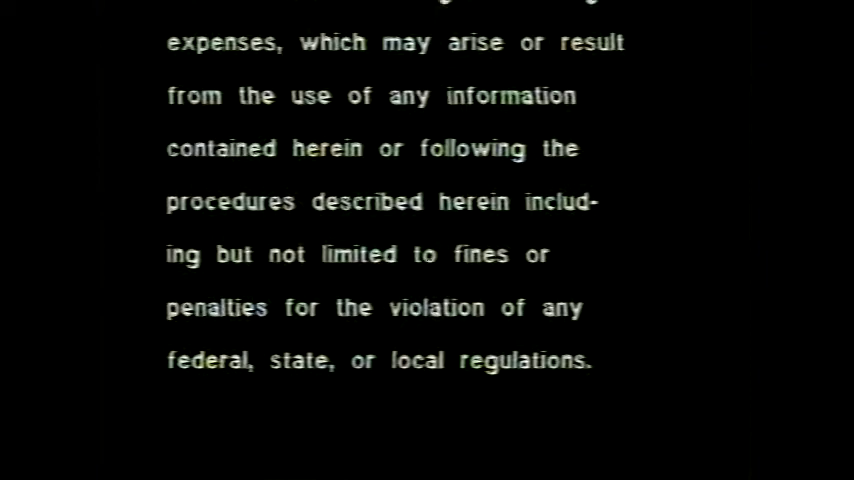 expenses, which may arise or result
from the use of any information
contained herein or following the
procedures described herein includ-
ing but not limited to fines or
penalties for the violation of any
federal, state, or local regulations.